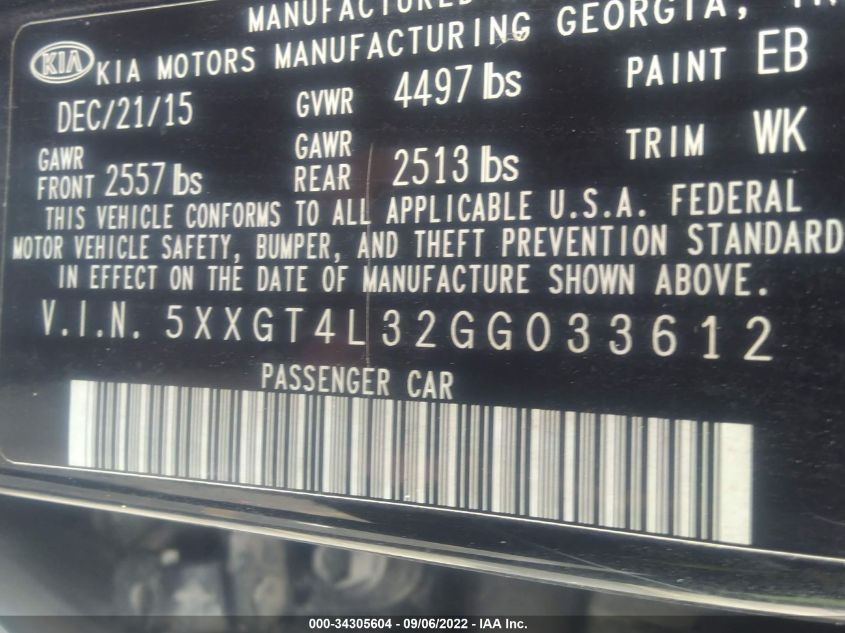 MANUFACTURED
KIA KIA MOTORS MANUFACTURING GEORGIA,
DEC/21/15 GVWR 4497 lbs PAINT EB
GAWR FRONT 2557 lbs GAWR REAR 2513 lbs TRIM WK
THIS VEHICLE CONFORMS TO ALL APPLICABLE U.S.A. FEDERAL
MOTOR VEHICLE SAFETY, BUMPER, AND THEFT PREVENTION STANDARD
IN EFFECT ON THE DATE OF MANUFACTURE SHOWN ABOVE.
V.I.N. 5XXGT4L32GG033612
PASSENGER CAR
000-34305604 - 09/06/2022 - IAA Inc.